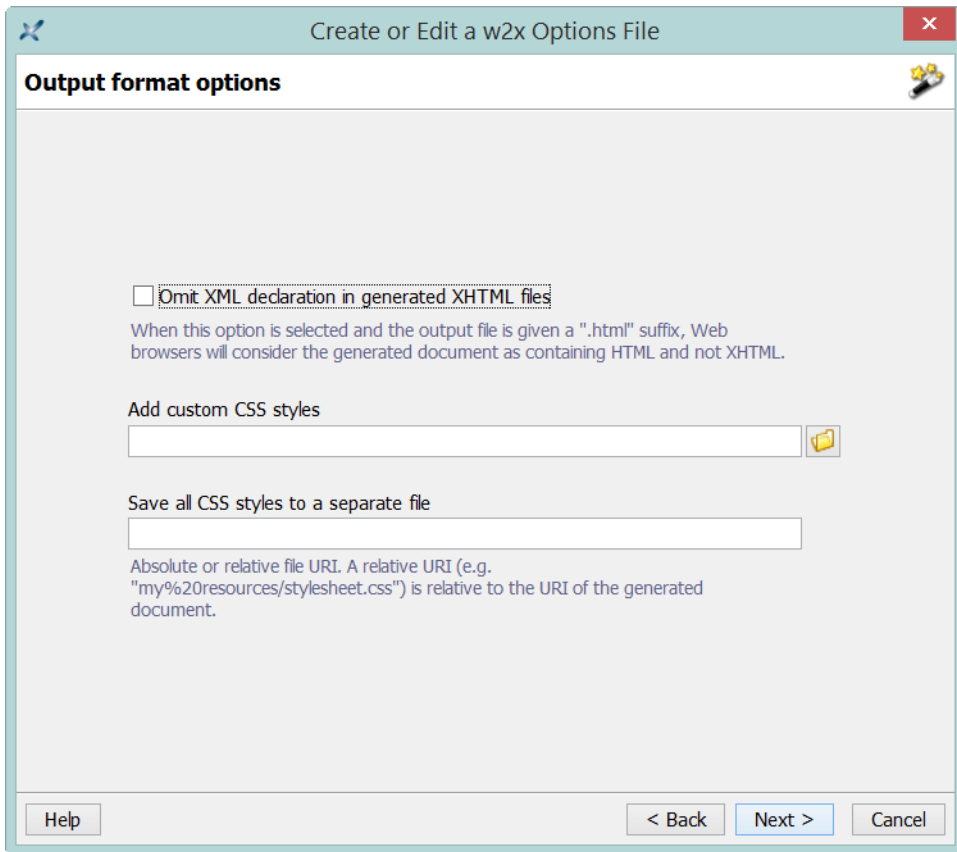 Create or Edit a w2x Options File
Output format options
Omit XML declaration in generated XHTML files
When this option is selected and the output file is given a ".html" suffix, Web
browsers will consider the generated document as containing HTML and not XHTML.
Add custom CSS styles
Save all CSS styles to a separate file
Absolute or relative file URI. A relative URI (e.g.
"my%20resources/stylesheet.css") is relative to the URI of the generated
document.
Help
< Back
Next >
Cancel